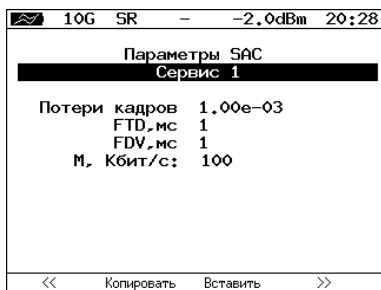 10G SR – -2.0dBm 20:28
Параметры SAC
Сервис 1
Потери кадров 1.00e-03
FTD,мс 1
FDV,мс 1
М, Кбит/с: 100
<< Копировать Вставить >>